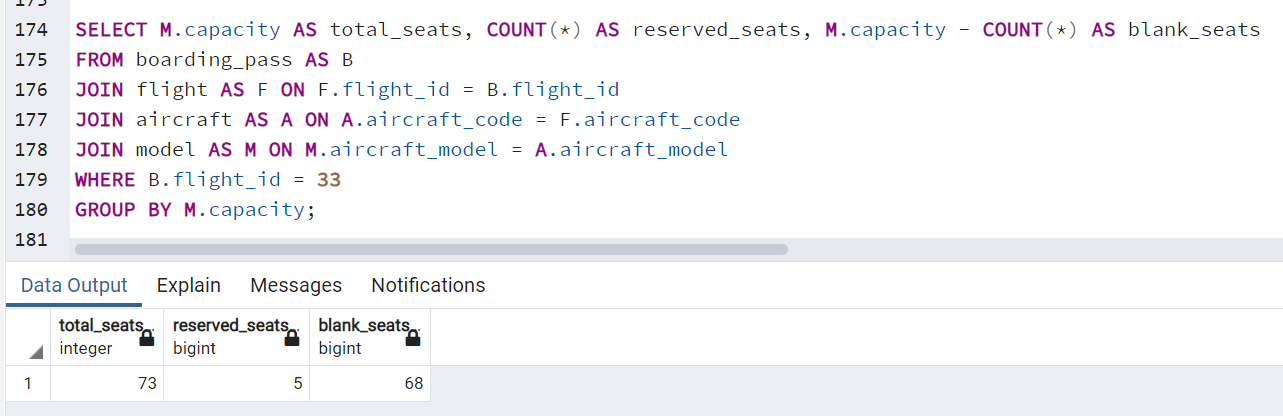 173
174 SELECT M.capacity AS total_seats, COUNT(*) AS reserved_seats, M.capacity - COUNT(*) AS blank_seats
175 FROM boarding_pass AS B
176 JOIN flight AS F ON F.flight_id = B.flight_id
177 JOIN aircraft AS A ON A.aircraft_code = F.aircraft_code
178 JOIN model AS M ON M.aircraft_model = A.aircraft_model
179 WHERE B.flight_id = 33
180 GROUP BY M.capacity;
181
Data Output Explain Messages Notifications
total_seats reserved_seats blank_seats
integer bigint bigint
1 73 5 68